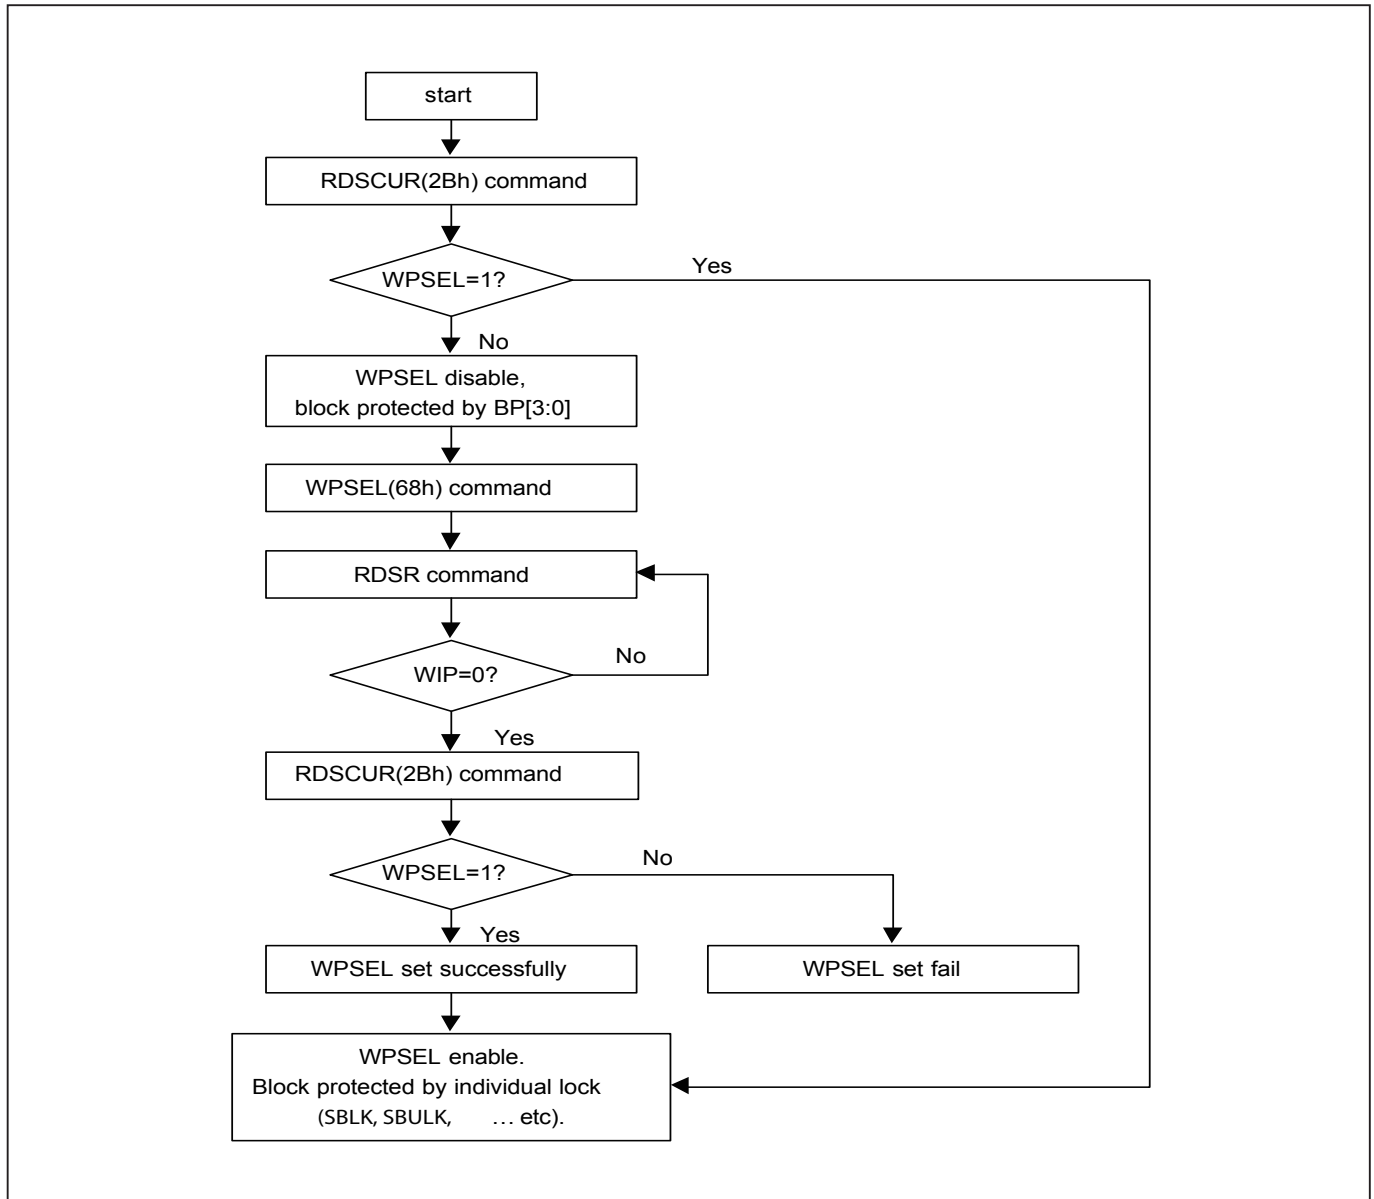 start
RDSCUR(2Bh) command
WPSEL=1?
Yes
No
WPSEL disable,
block protected by BP[3:0]
WPSEL(68h) command
RDSR command
WIP=0?
No
Yes
RDSCUR(2Bh) command
WPSEL=1?
No
Yes
WPSEL set successfully
WPSEL set fail
WPSEL enable.
Block protected by individual lock
(SBLK, SBULK, … etc).